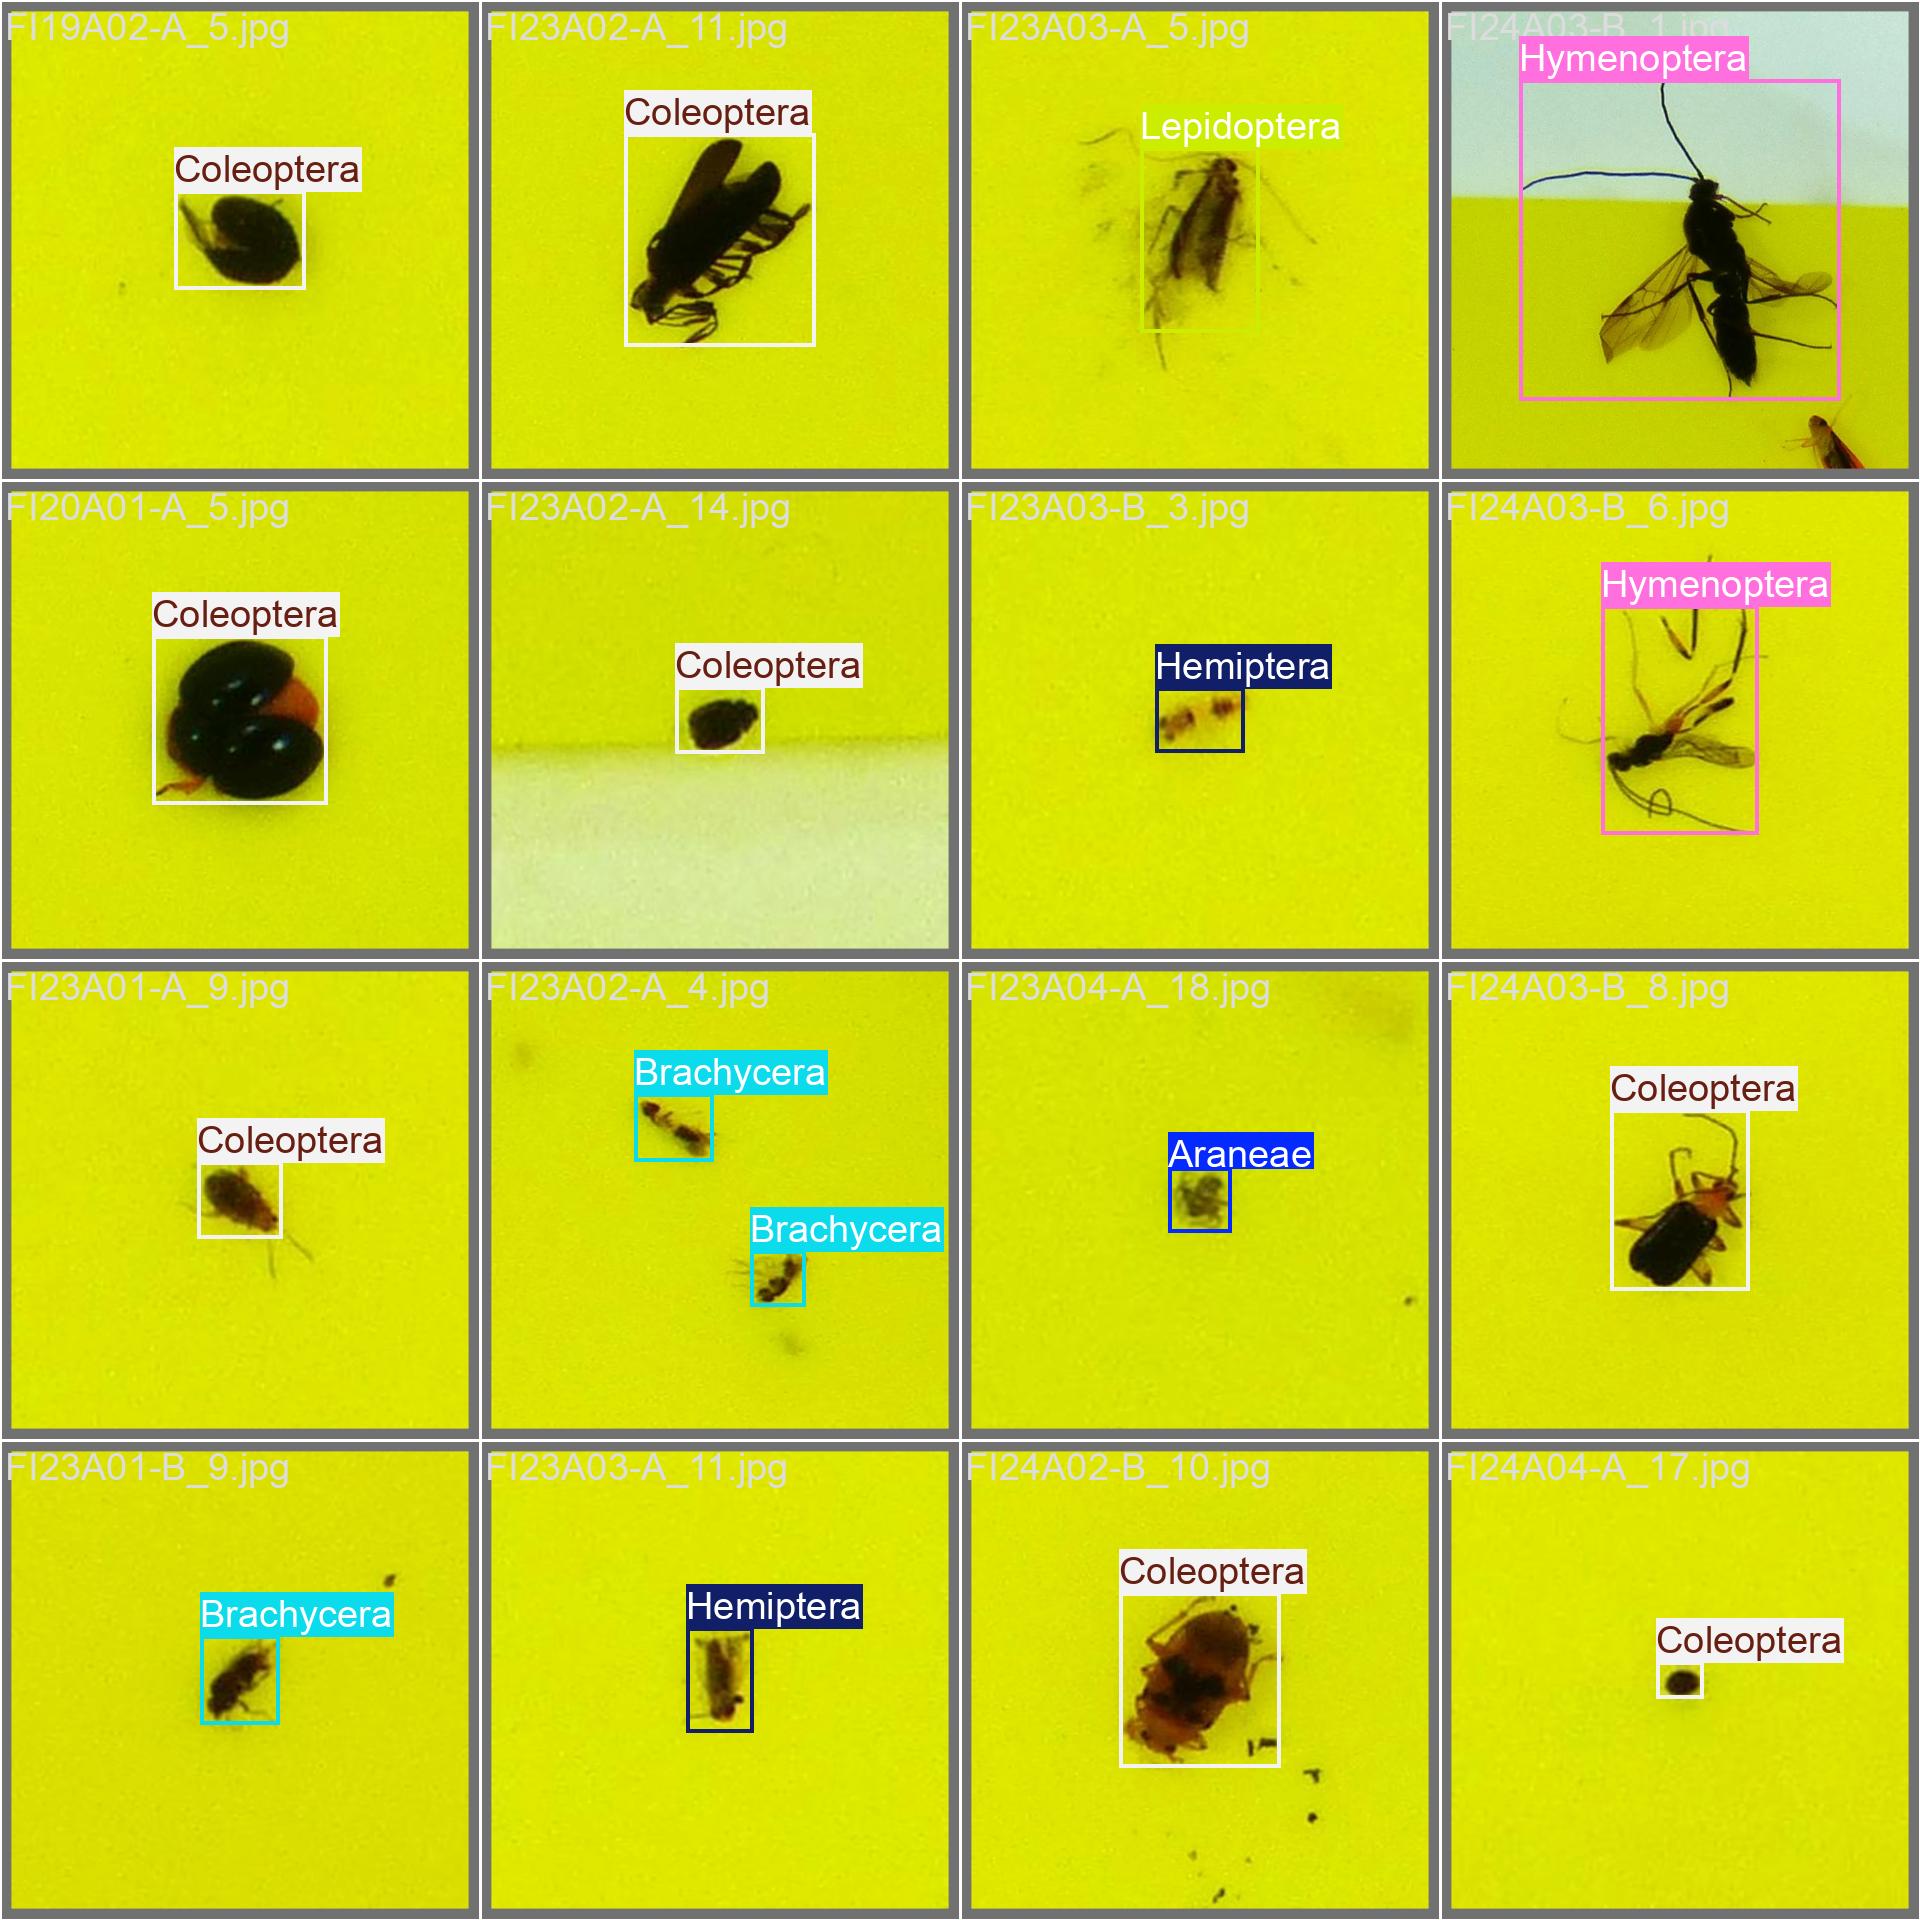 FI19A02-A_5.jpg
Coleoptera
FI23A02-A_11.jpg
Coleoptera
FI23A03-A_5.jpg
Lepidoptera
FI24A03-B_1.jpg
Hymenoptera
FI20A01-A_5.jpg
Coleoptera
FI23A02-A_14.jpg
Coleoptera
FI23A03-B_3.jpg
Hemiptera
FI24A03-B_6.jpg
Hymenoptera
FI23A01-A_9.jpg
Coleoptera
FI23A02-A_4.jpg
Brachycera
Brachycera
FI23A04-A_18.jpg
Araneae
FI24A03-B_8.jpg
Coleoptera
FI23A01-B_9.jpg
Brachycera
FI23A03-A_11.jpg
Hemiptera
FI24A02-B_10.jpg
Coleoptera
FI24A04-A_17.jpg
Coleoptera